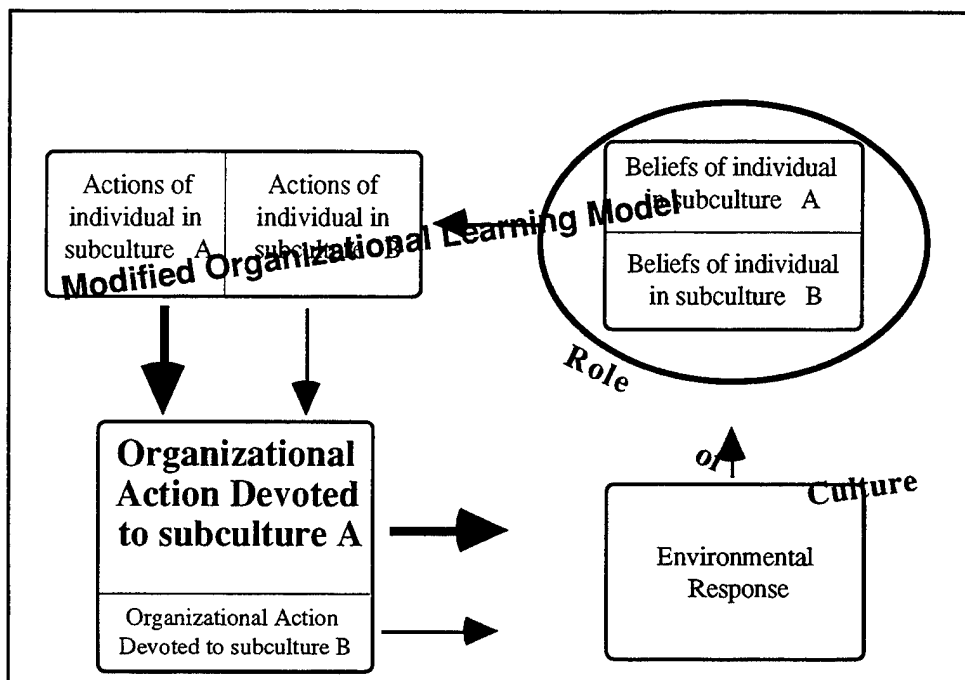 Actions of
individual in
subculture A
Actions of
individual in
subculture B
Modified Organizational Learning Model
Beliefs of individual
in subculture A
Beliefs of individual
in subculture B
Role
of
Culture
Organizational
Action Devoted
to subculture A
Organizational Action
Devoted to subculture B
Environmental
Response